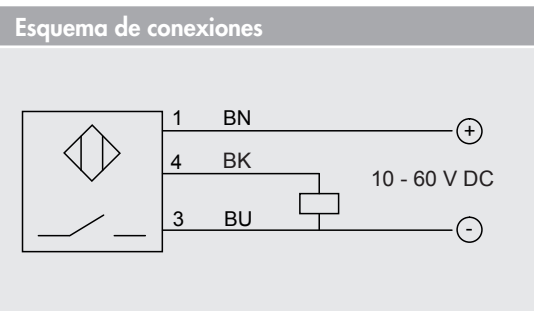 Esquema de conexiones
1 BN
+
4 BK
10 - 60 V DC
3 BU
-